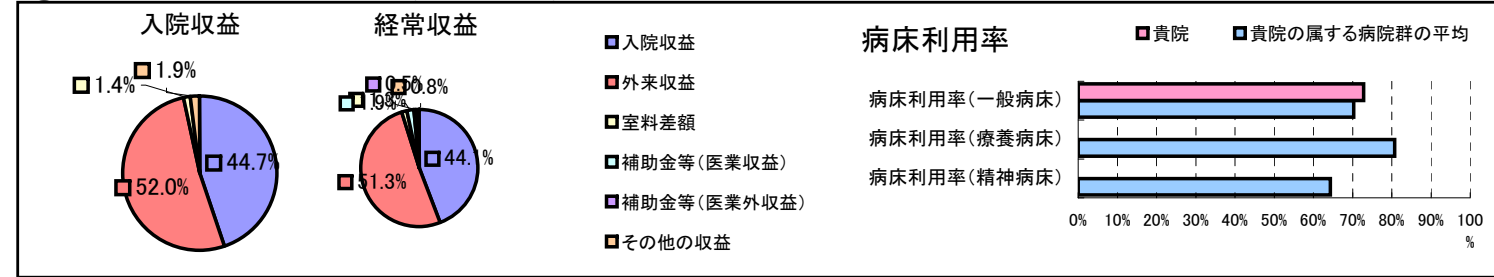 入院収益
1.9%
1.4%
44.7%
52.0%
経常収益
0.8%
44.1%
51.3%
入院収益
外来収益
室料差額
補助金等(医業収益)
補助金等(医業外収益)
その他の収益
病床利用率
貴院
貴院の属する病院群の平均
病床利用率(一般病床)
病床利用率(療養病床)
病床利用率(精神病床)
0% 10% 20% 30% 40% 50% 60% 70% 80% 90% 100
%